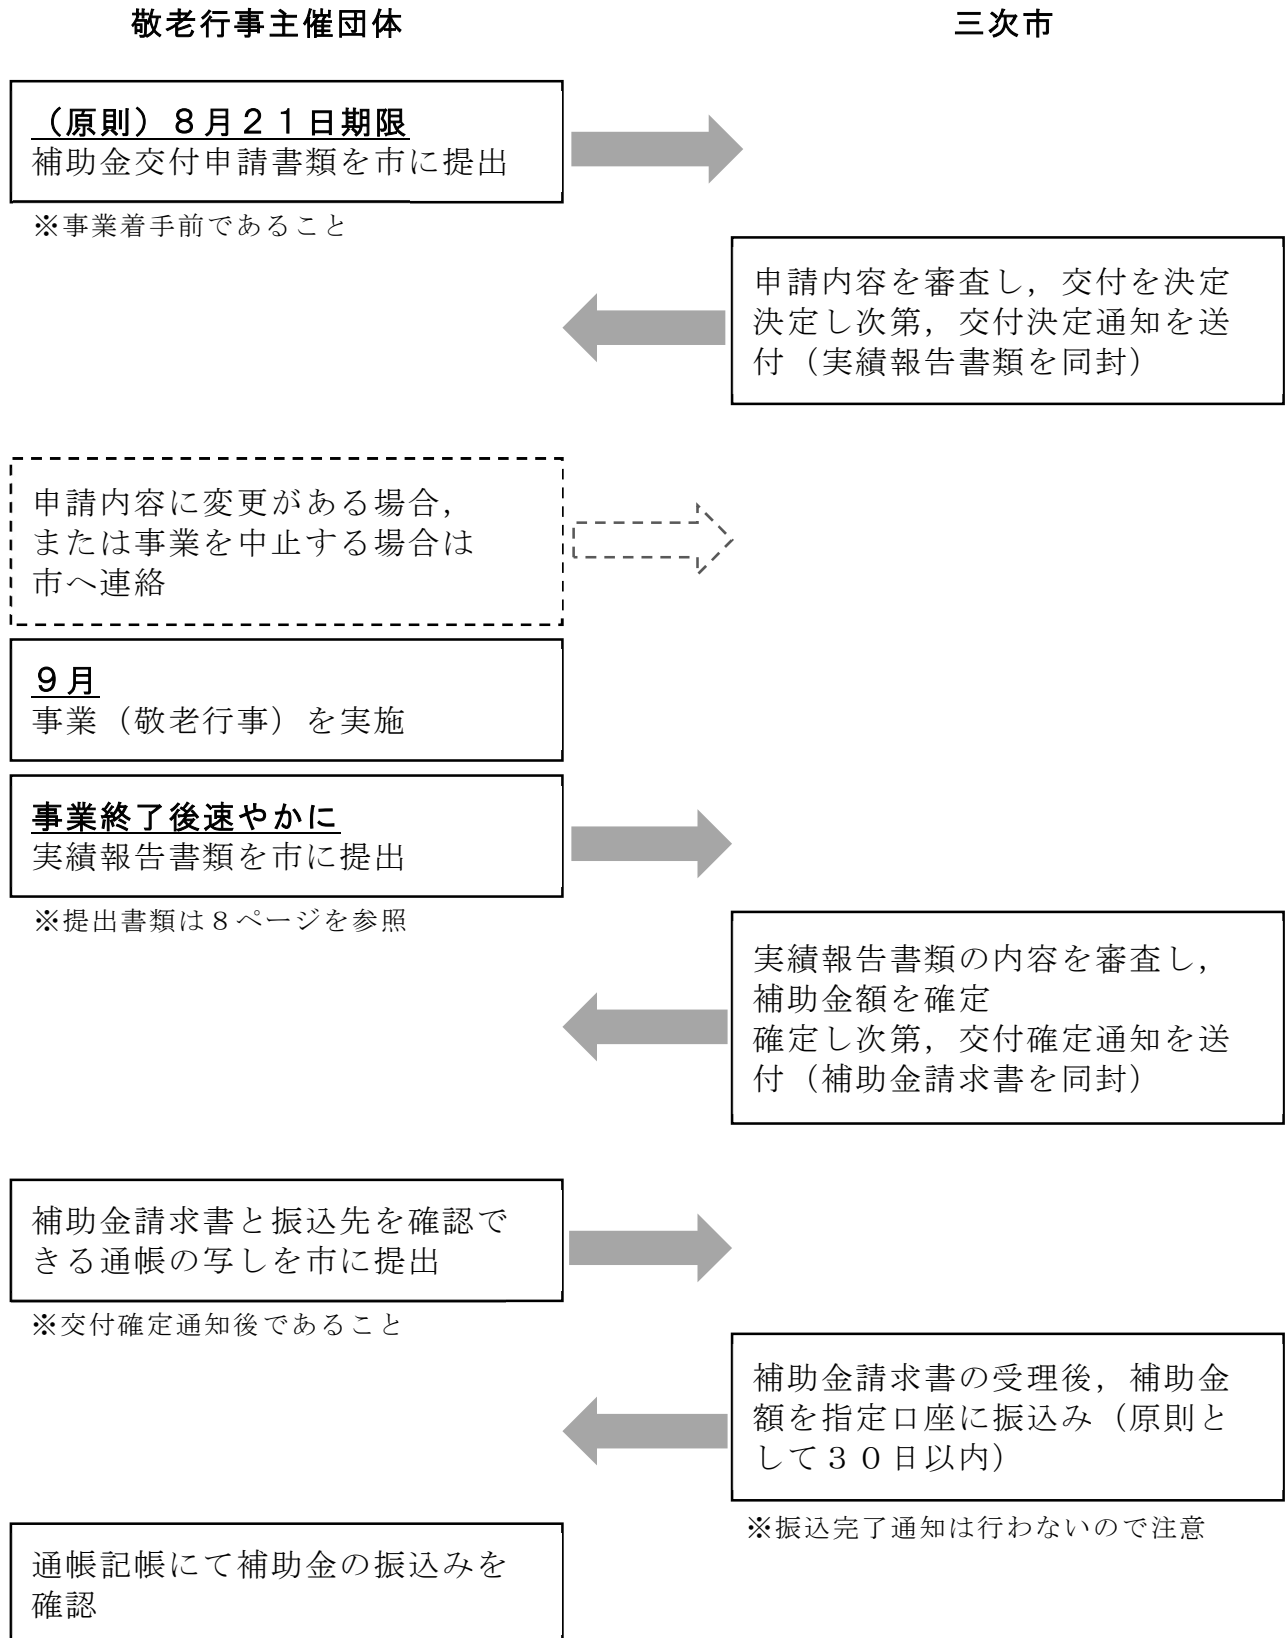 敬老行事主催団体
三次市
（原則）８月２１日期限
補助金交付申請書類を市に提出
※事業着手前であること
申請内容を審査し，交付を決定
決定し次第，交付決定通知を送
付（実績報告書類を同封）
申請内容に変更がある場合，
または事業を中止する場合は
市へ連絡
９月
事業（敬老行事）を実施
事業終了後速やかに
実績報告書類を市に提出
※提出書類は８ページを参照
実績報告書類の内容を審査し，
補助金額を確定
確定し次第，交付確定通知を送
付（補助金請求書を同封）
補助金請求書と振込先を確認で
きる通帳の写しを市に提出
※交付確定通知後であること
補助金請求書の受理後，補助金
額を指定口座に振込み（原則と
して３０日以内）
※振込完了通知は行わないので注意
通帳記帳にて補助金の振込みを
確認